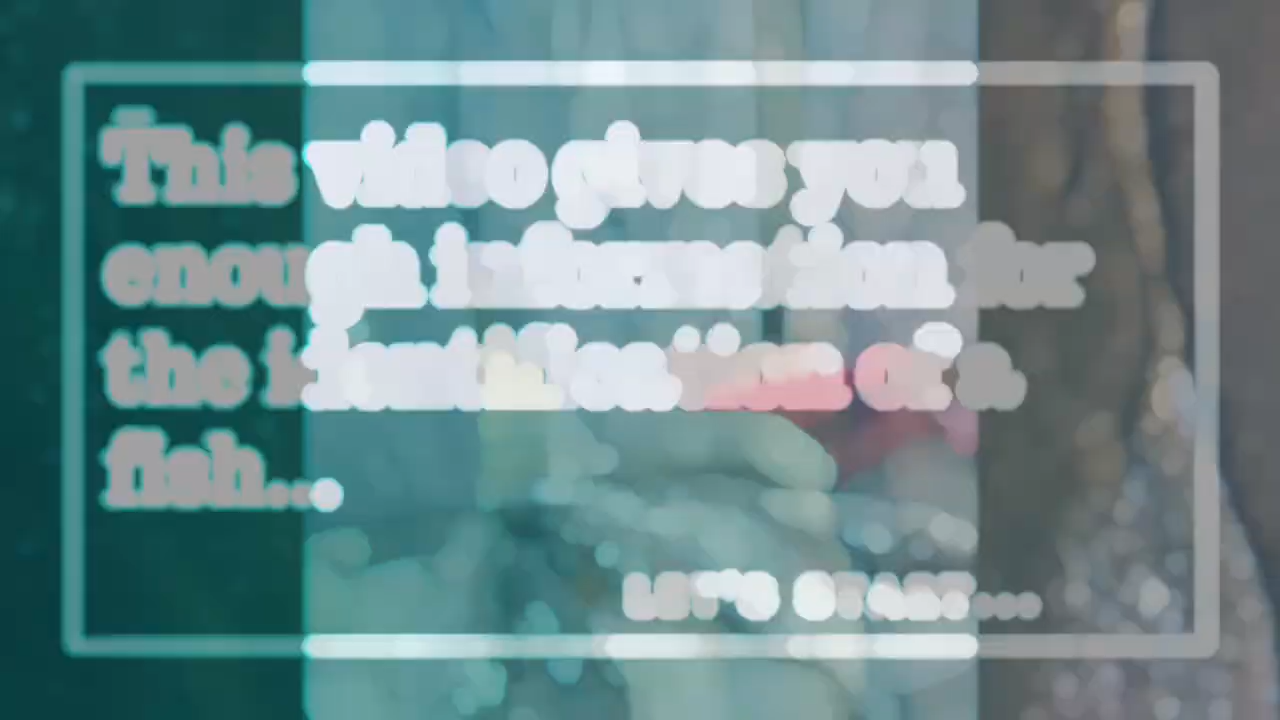 This video gives you
enough information for
the identification of a
fish...
LET'S START...